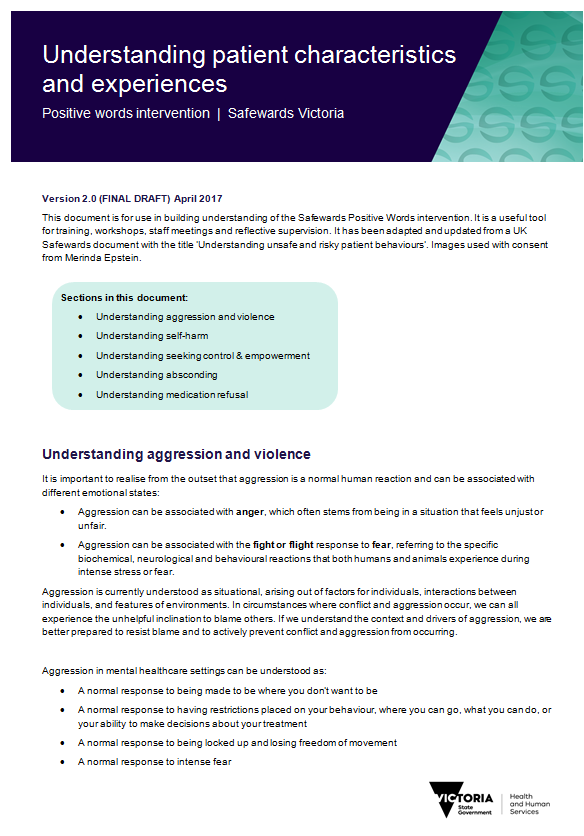 Understanding patient characteristics
and experiences
Positive words intervention | Safewards Victoria
Version 2.0 (FINAL DRAFT) April 2017
This document is for use in building understanding of the Safewards Positive Words intervention. It is a useful tool
for training, workshops, staff meetings and reflective supervision. It has been adapted and updated from a UK
Safewards document with the title 'Understanding unsafe and risky patient behaviours'. Images used with consent
from Merinda Epstein.
Sections in this document:
• Understanding aggression and violence
• Understanding self-harm
• Understanding seeking control & empowerment
• Understanding absconding
• Understanding medication refusal
Understanding aggression and violence
It is important to realise from the outset that aggression is a normal human reaction and can be associated with
different emotional states:
• Aggression can be associated with anger, which often stems from being in a situation that feels unjust or
unfair.
• Aggression can be associated with the fight or flight response to fear, referring to the specific
biochemical, neurological and behavioural reactions that both humans and animals experience during
intense stress or fear.
Aggression is currently understood as situational, arising out of factors for individuals, interactions between
individuals, and features of environments. In circumstances where conflict and aggression occur, we can all
experience the unhelpful inclination to blame others. If we understand the context and drivers of aggression, we are
better prepared to resist blame and to actively prevent conflict and aggression from occurring.
Aggression in mental healthcare settings can be understood as:
• A normal response to being made to be where you don't want to be
• A normal response to having restrictions placed on your behaviour, where you can go, what you can do, or
your ability to make decisions about your treatment
• A normal response to being locked up and losing freedom of movement
• A normal response to intense fear
VICTORIA
State
Government
Health
and Human
Services